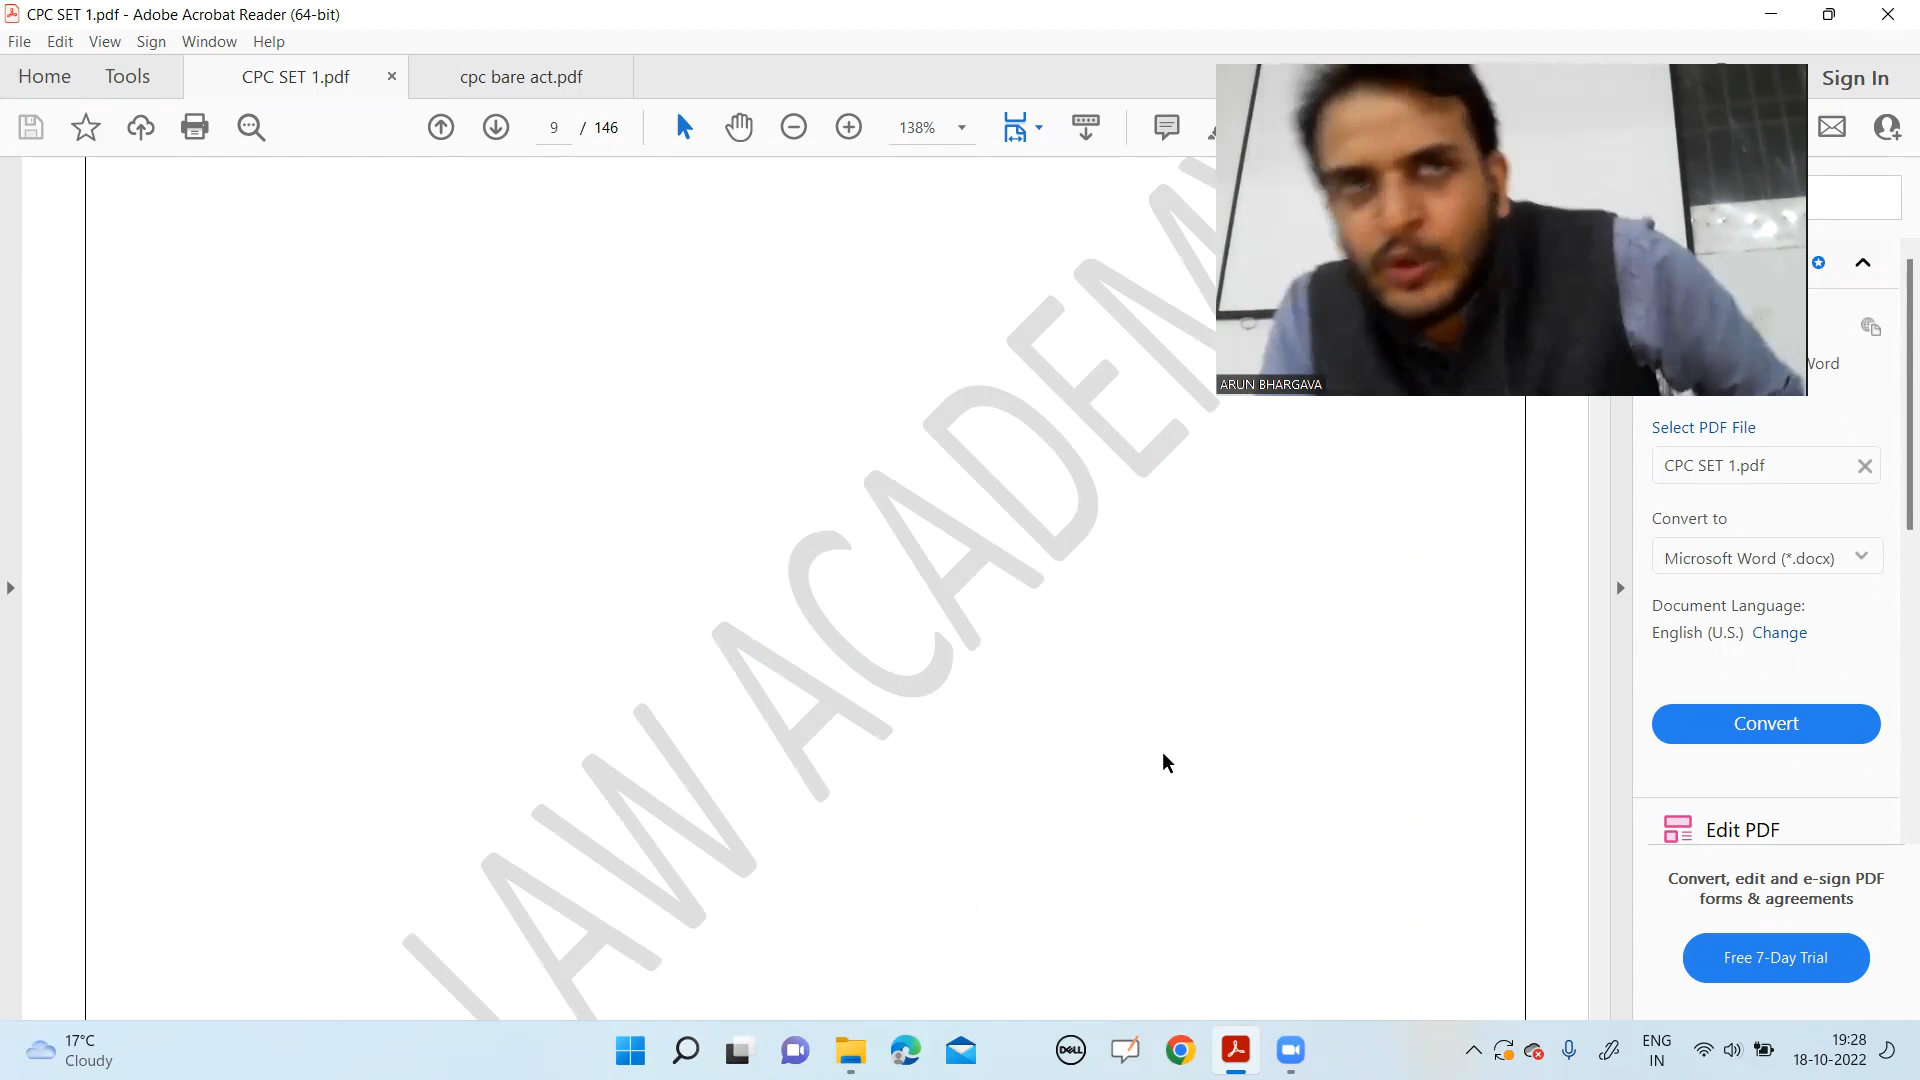 CPC SET 1.pdf - Adobe Acrobat Reader (64-bit)
File Edit View Sign Window Help
Home Tools CPC SET 1.pdf cpc bare act.pdf Sign In
9 / 146 138%
ARUN BHARGAVA
Word
Select PDF File
CPC SET 1.pdf
Convert to
Microsoft Word (*.docx)
Document Language:
English (U.S.) Change
Convert
LAW ACADEMY
Edit PDF
Convert, edit and e-sign PDF
forms & agreements
Free 7-Day Trial
17°C
Cloudy
DELL
ENG
IN
19:28
18-10-2022